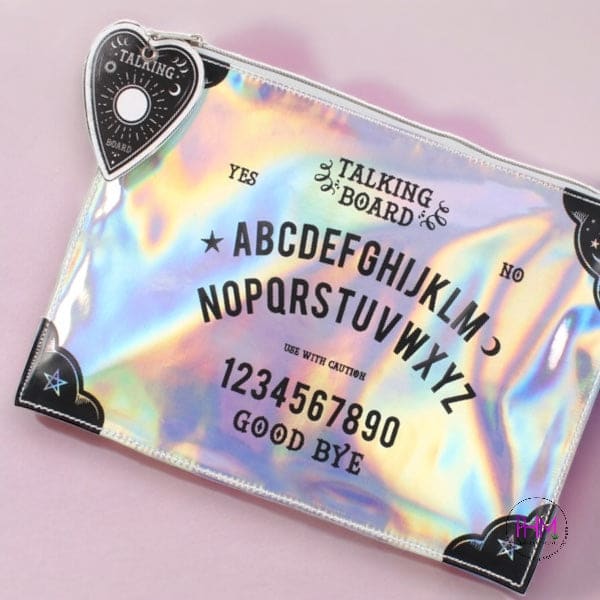 TALKING
BOARD
YES
TALKING
BOARD
NO
ABCDEFGHIJKLM
NOPQRSTUVWXYZ
USE WITH CAUTION
1234567890
GOOD BYE